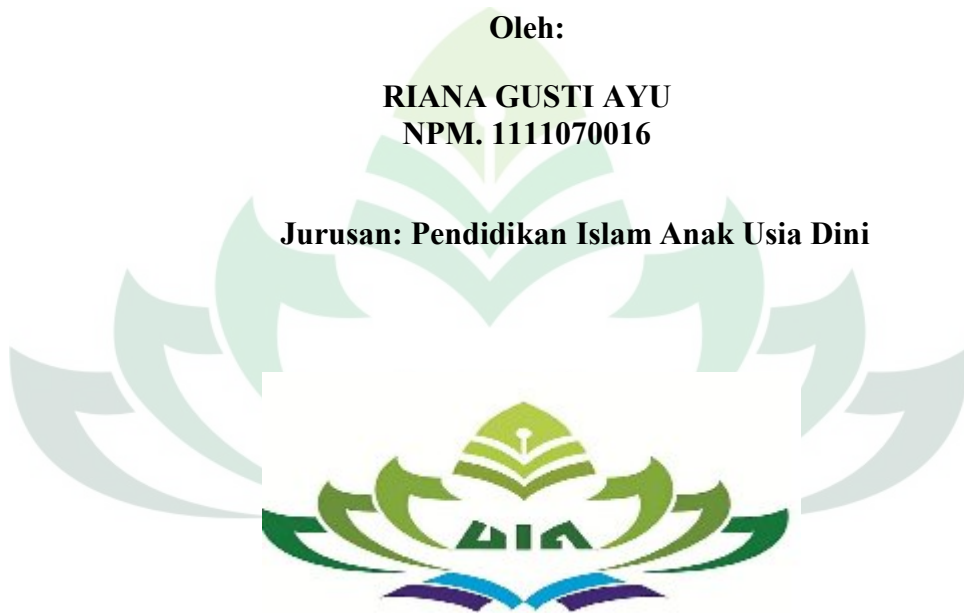 Oleh:
RIANA GUSTI AYU
NPM. 1111070016
Jurusan: Pendidikan Islam Anak Usia Dini
UIN